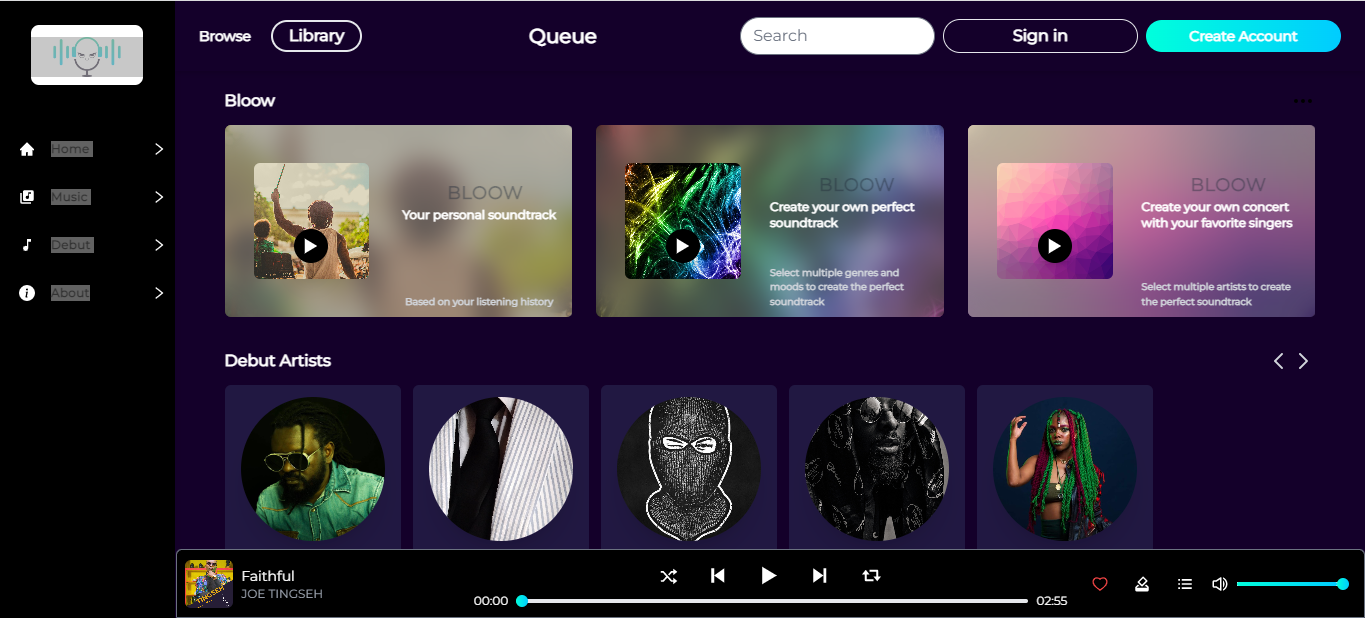 Browse
Library
Queue
Search
Sign in
Create Account
Home
Music
Debut
About
Bloow
BLOOW
Your personal soundtrack
Based on your listening history
BLOOW
Create your own perfect
soundtrack
Select multiple genres and
moods to create the perfect
soundtrack
BLOOW
Create your own concert
with your favorite singers
Select multiple artists to create
the perfect soundtrack
Debut Artists
TINGSEH
Faithful
JOE TINGSEH
00:00
02:55